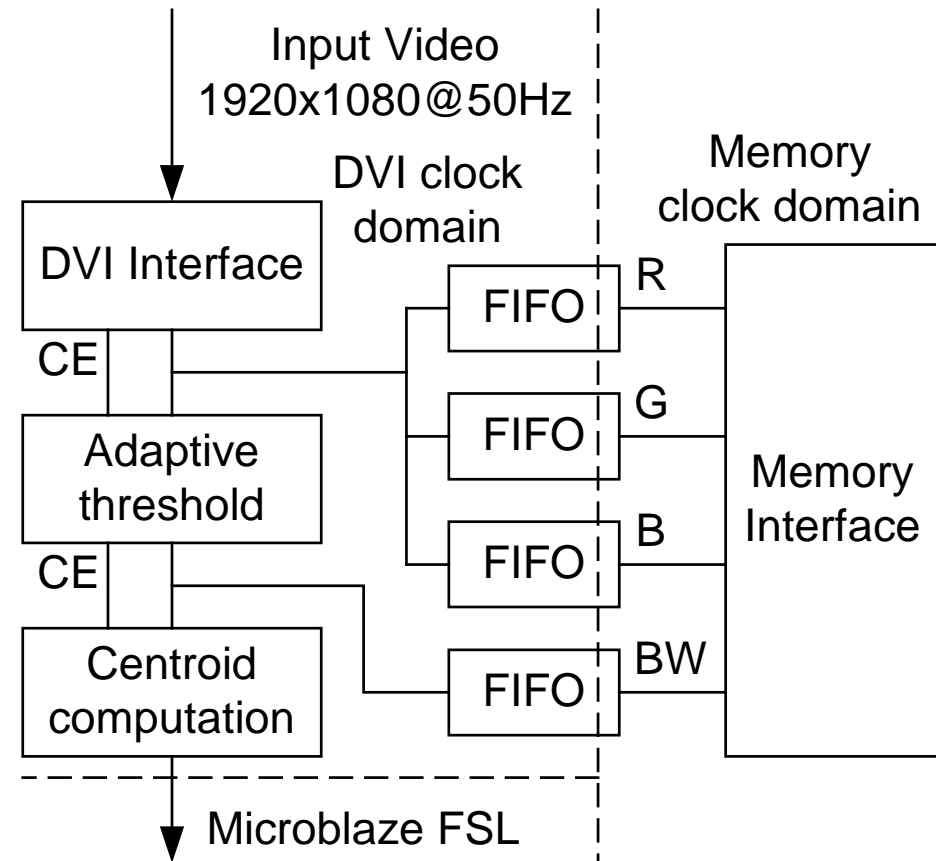 Input Video
1920x1080@50Hz
DVI clock
domain
Memory
clock domain
DVI Interface
FIFO
R
CE
FIFO
G
Adaptive
threshold
Memory
Interface
FIFO
B
CE
Centroid
computation
FIFO
BW
Microblaze FSL